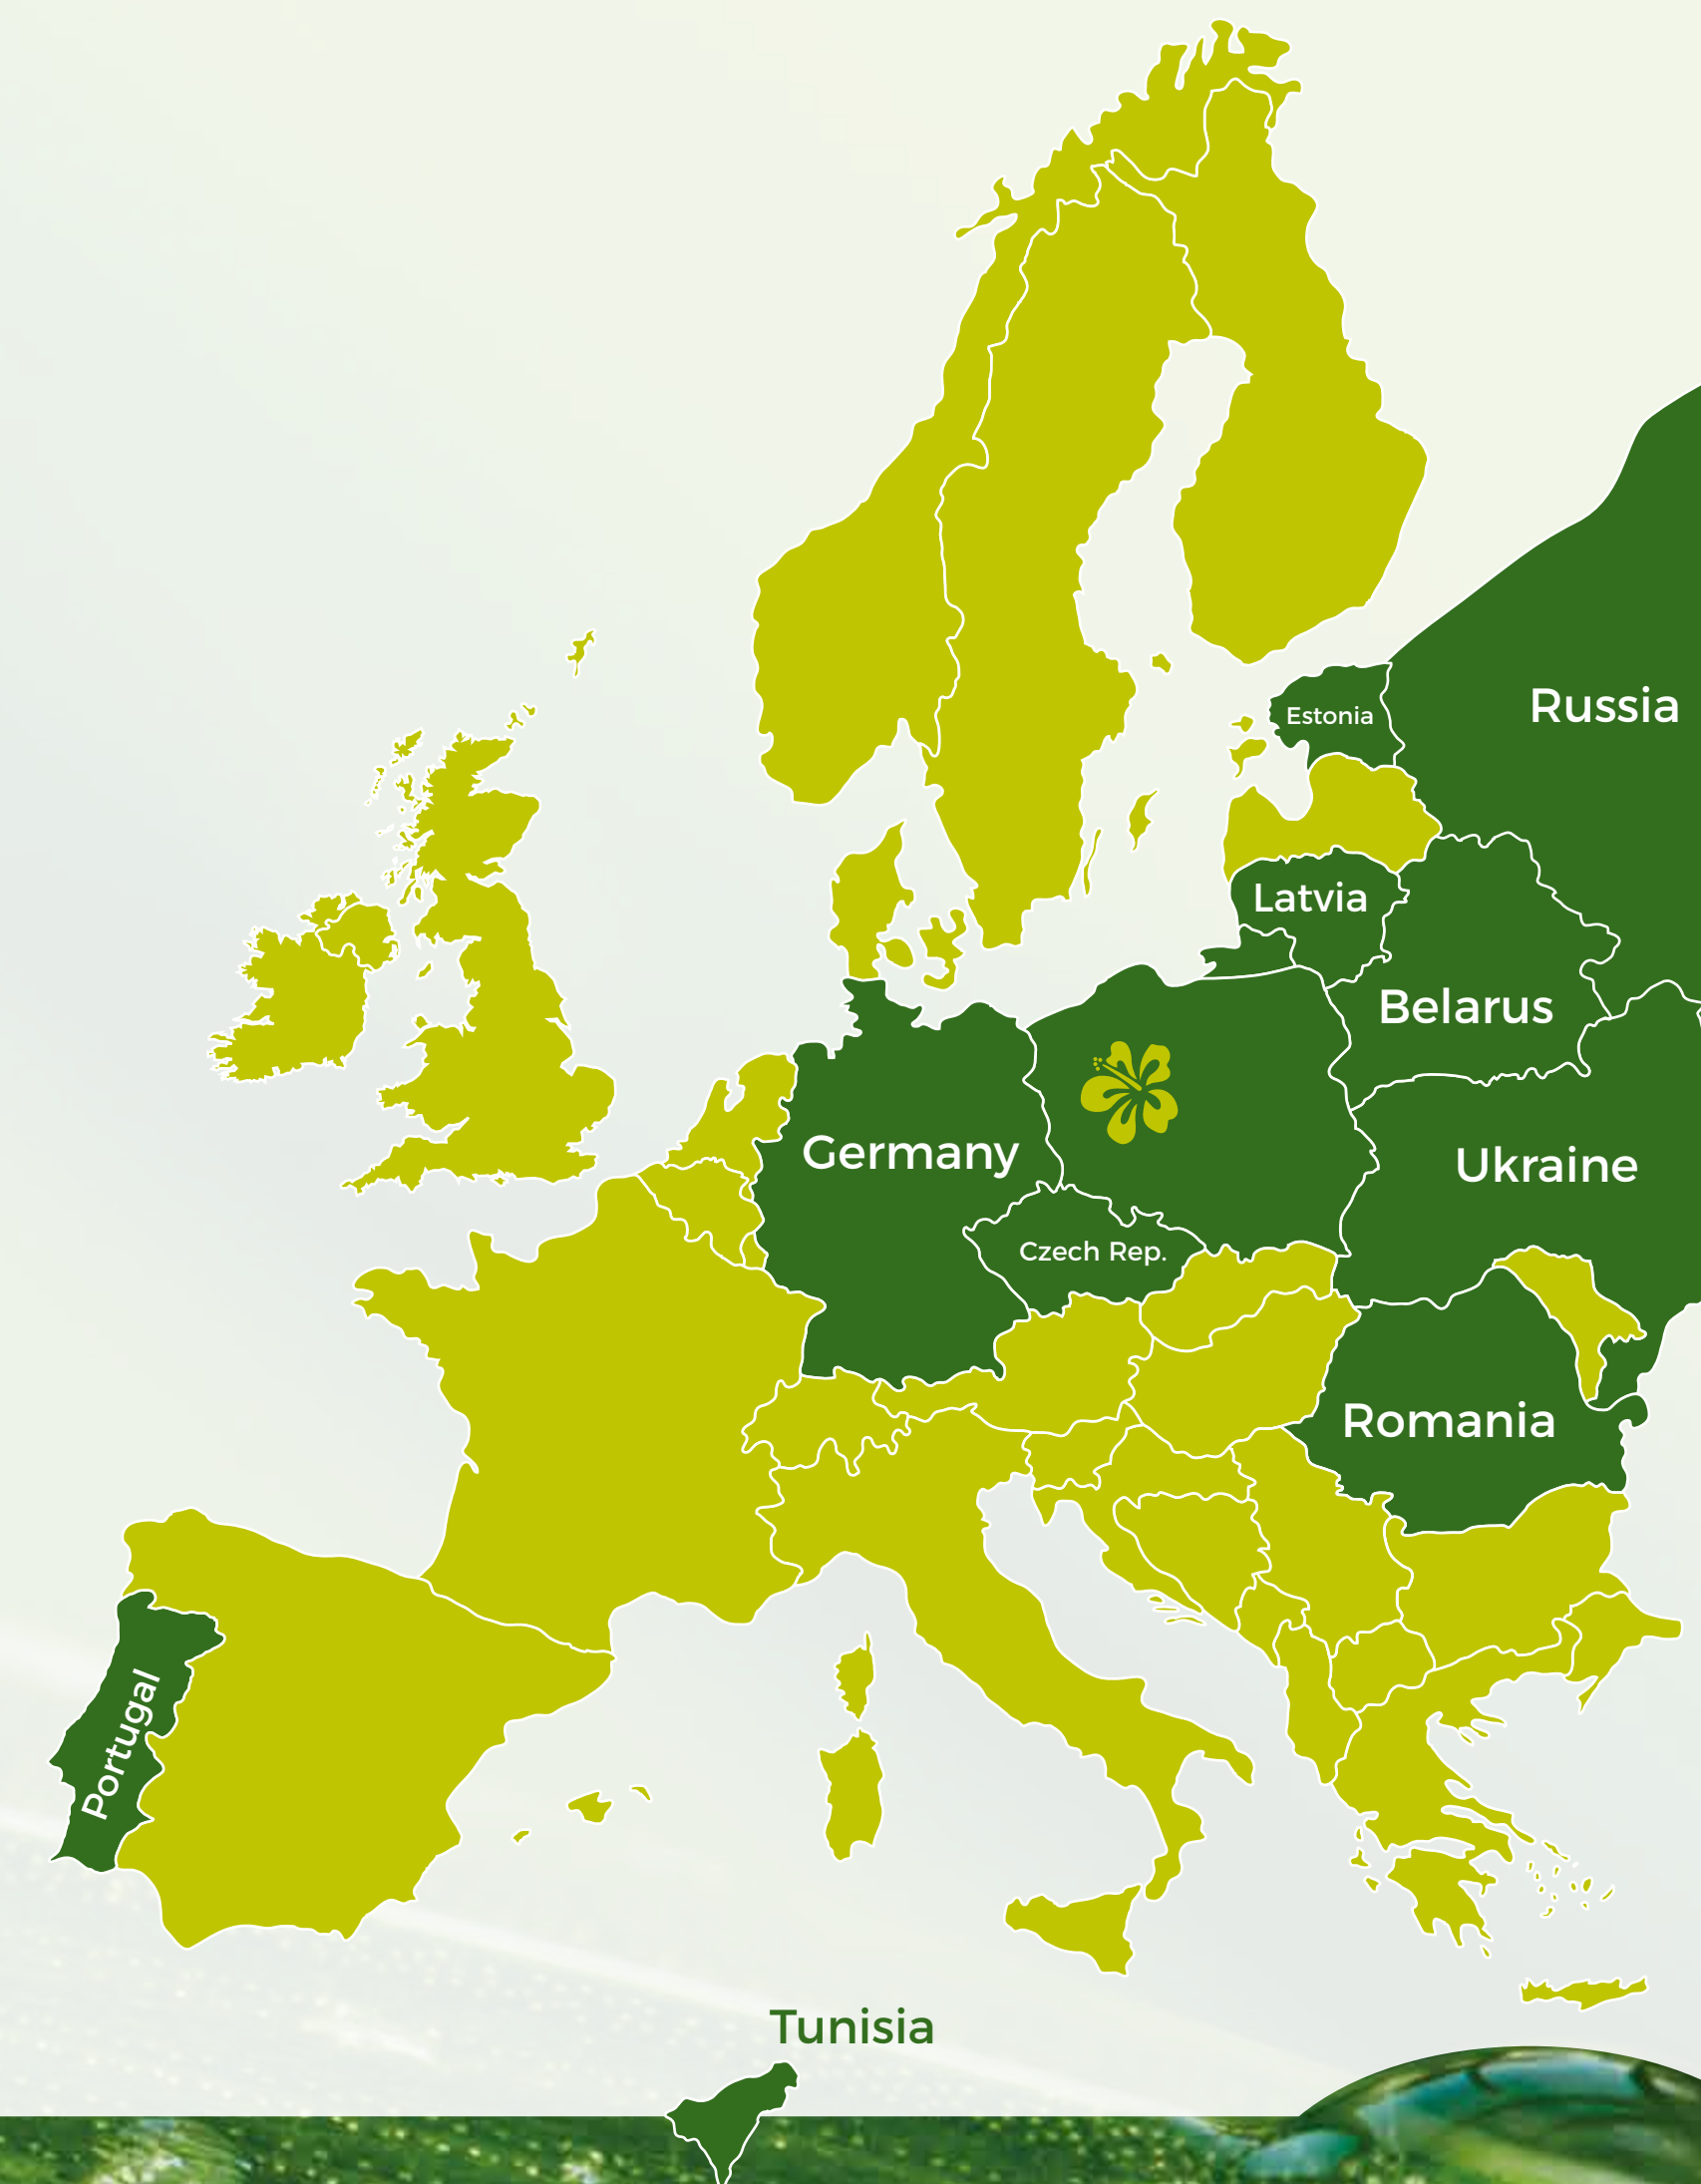 Russia
Estonia
Latvia
Belarus
Germany
Ukraine
Czech Rep.
Romania
Portugal
Tunisia